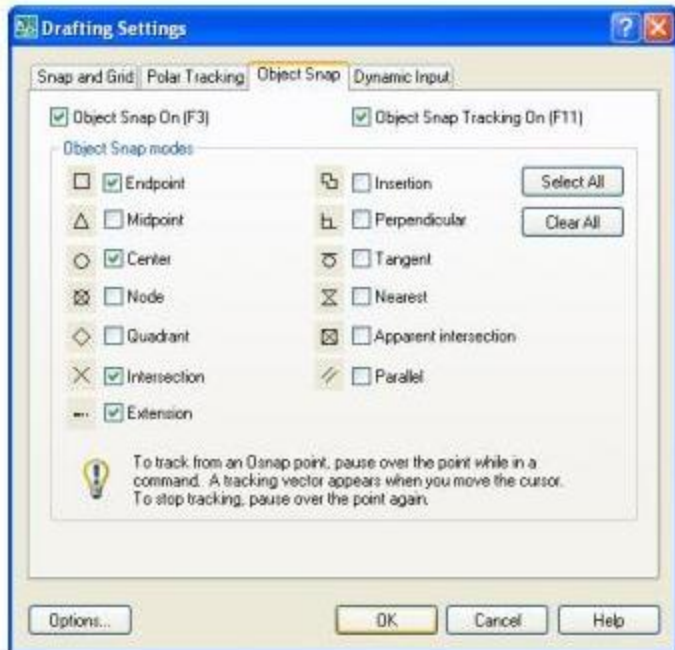 Drafting Settings
Snap and Grid Polar Tracking Object Snap Dynamic Input
Object Snap On (F3) Object Snap Tracking On (F11)
Object Snap modes
Endpoint Insertion Select All
Midpoint Perpendicular Clear All
Center Tangent
Node Nearest
Quadrant Apparent intersection
Intersection Parallel
Extension
To track from an Osnap point, pause over the point while in a
command. A tracking vector appears when you move the cursor.
To stop tracking, pause over the point again.
Options... OK Cancel Help